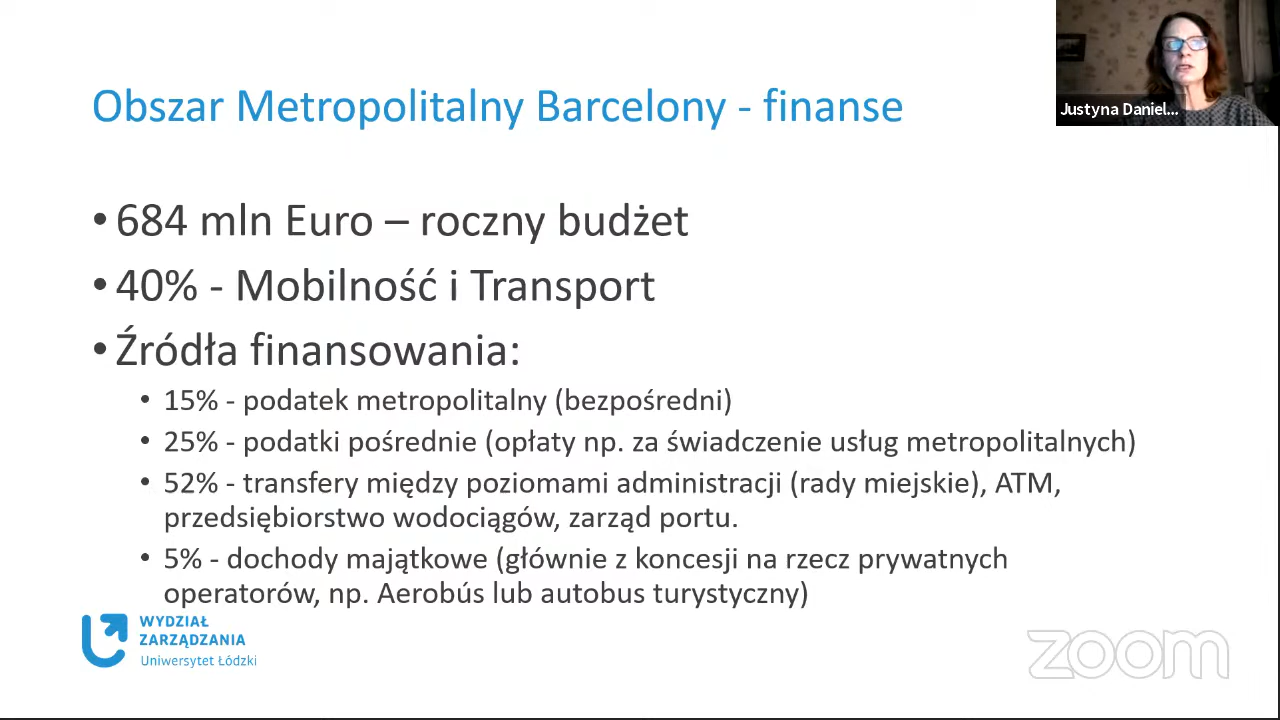 Obszar Metropolitalny Barcelony - finanse
Justyna Daniel...
• 684 mln Euro – roczny budżet
• 40% - Mobilność i Transport
• Źródła finansowania:
• 15% - podatek metropolitalny (bezpośredni)
• 25% - podatki pośrednie (opłaty np. za świadczenie usług metropolitalnych)
• 52% - transfery między poziomami administracji (rady miejskie), ATM,
przedsiębiorstwo wodociągów, zarząd portu.
• 5% - dochody majątkowe (głównie z koncesji na rzecz prywatnych
operatorów, np. Aerobús lub autobus turystyczny)
WYDZIAŁ
ZARZĄDZANIA
Uniwersytet Łódzki
zoom